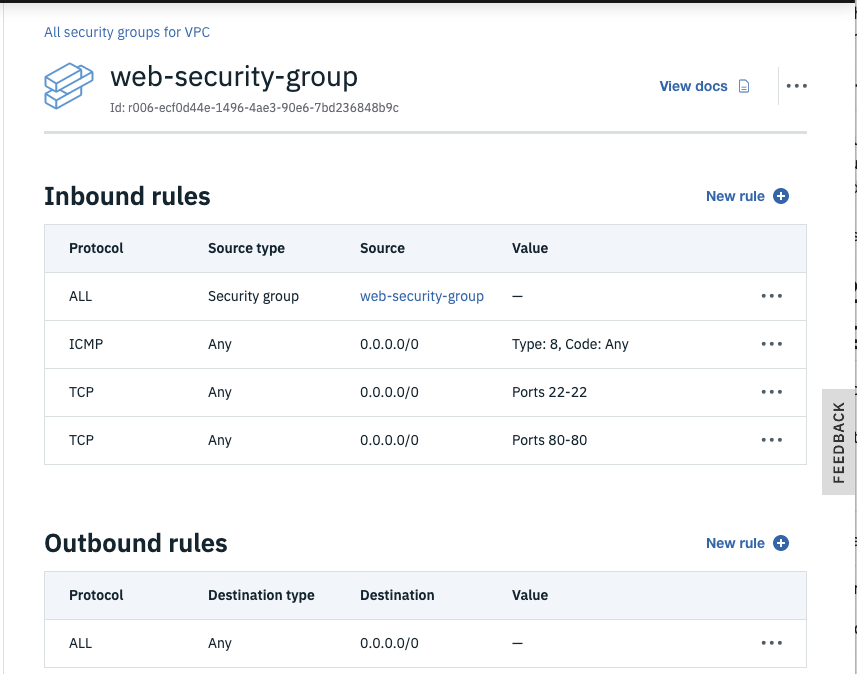 All security groups for VPC
web-security-group
View docs
Id: r006-ecf0d44e-1496-4ae3-90e6-7bd236848b9c
Inbound rules
New rule
Protocol Source type Source Value
ALL Security group web-security-group —
ICMP Any 0.0.0.0/0 Type: 8, Code: Any
TCP Any 0.0.0.0/0 Ports 22-22
TCP Any 0.0.0.0/0 Ports 80-80
FEEDBACK
Outbound rules
New rule
Protocol Destination type Destination Value
ALL Any 0.0.0.0/0 —